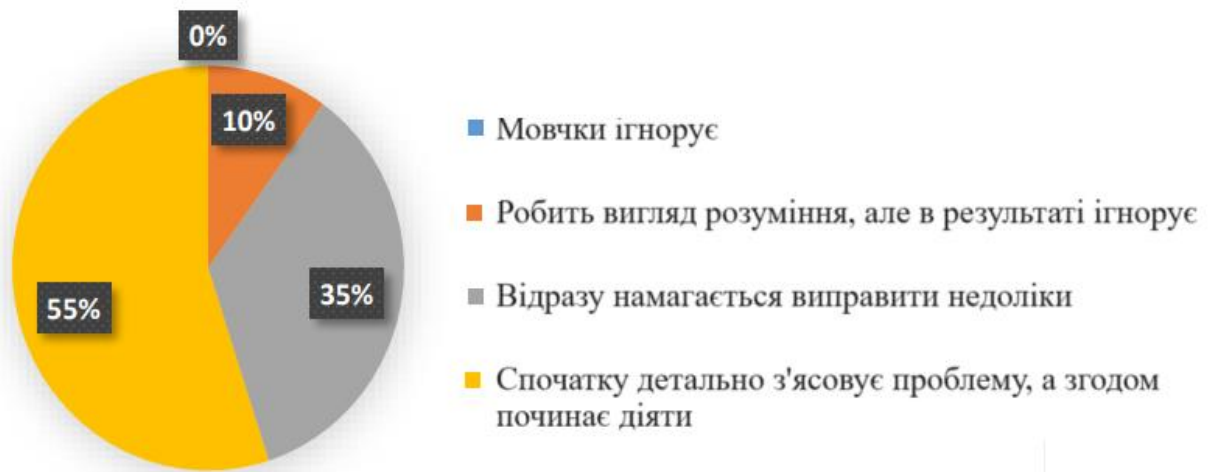 0%
10%
35%
55%
Мовчки ігнорує
Робить вигляд розуміння, але в результаті ігнорує
Відразу намагається виправити недоліки
Спочатку детально з'ясовує проблему, а згодом
починає діяти